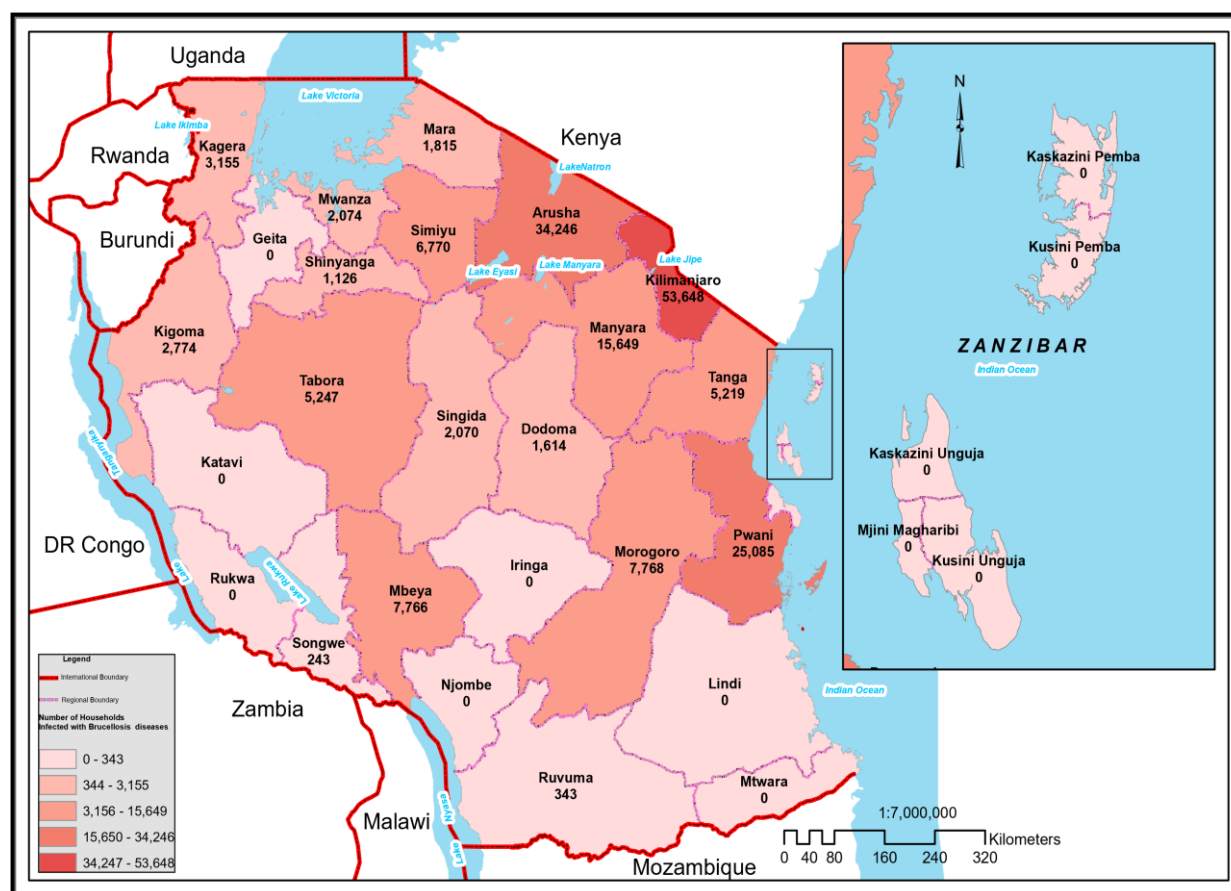 Uganda
Lake Victoria
Lake Ikimba
Kagera
3,155
Mara
1,815
Kenya
Rwanda
LakeNatron
Mwanza
2,074
Arusha
34,246
Burundi
Geita
0
Simiyu
6,770
Shinyanga
1,126
Lake Eyasi
Lake Manyara
Lake Jipe
Kilimanjaro
53,648
Kigoma
2,774
Manyara
15,649
Tabora
5,247
Tanga
5,219
Singida
2,070
Dodoma
1,614
Katavi
0
Tanganyika
Lake
DR Congo
Pwani
25,085
Morogoro
7,768
Iringa
0
Rukwa
0
Lake Rukwa
Mbeya
7,766
Songwe
243
Njombe
0
Lindi
0
Indian Ocean
Zambia
Ruvuma
343
Mtwara
0
Malawi
Nyasa
Lake
Mozambique
N
Kaskazini Pemba
0
Kusini Pemba
0
ZANZIBAR
Indian Ocean
Kaskazini Unguja
0
Mjini Magharibi
0
Kusini Unguja
0
Legend
International Boundary
Regional Boundary
Number of Households
Infected with Brucellosis diseases
0 - 343
344 - 3,155
3,156 - 15,649
15,650 - 34,246
34,247 - 53,648
1:7,000,000
Kilometers
0 40 80 160 240 320